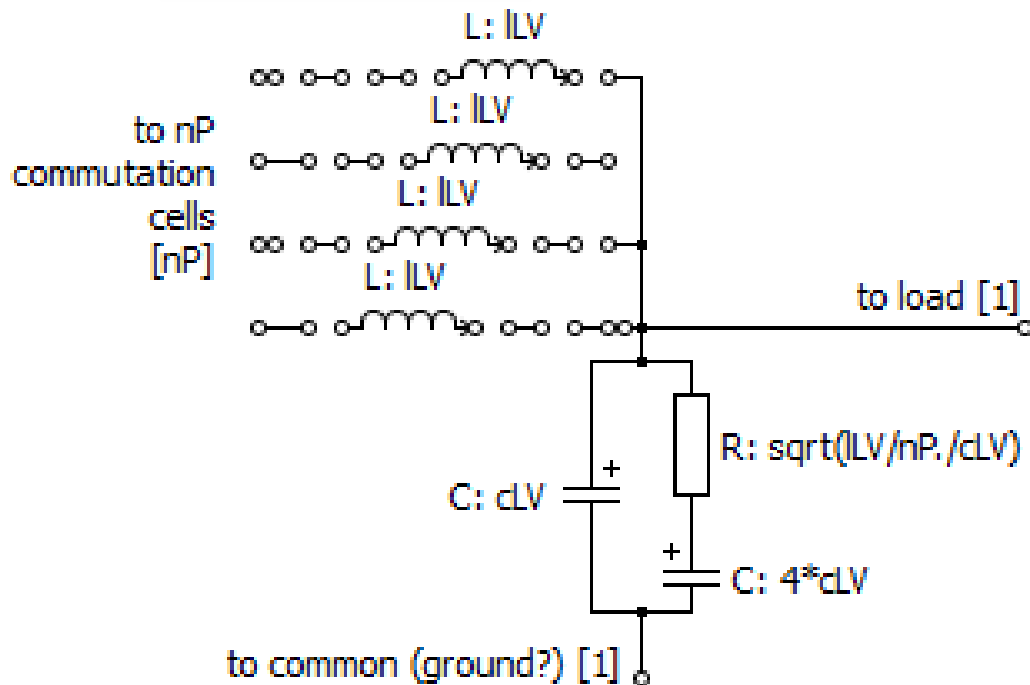 L: lLV
L: lLV
to nP
commutation
cells
[nP]
L: lLV
L: lLV
to load [1]
R: sqrt(lLV/nP./cLV)
+
C: cLV
+
C: 4*cLV
to common (ground?) [1]